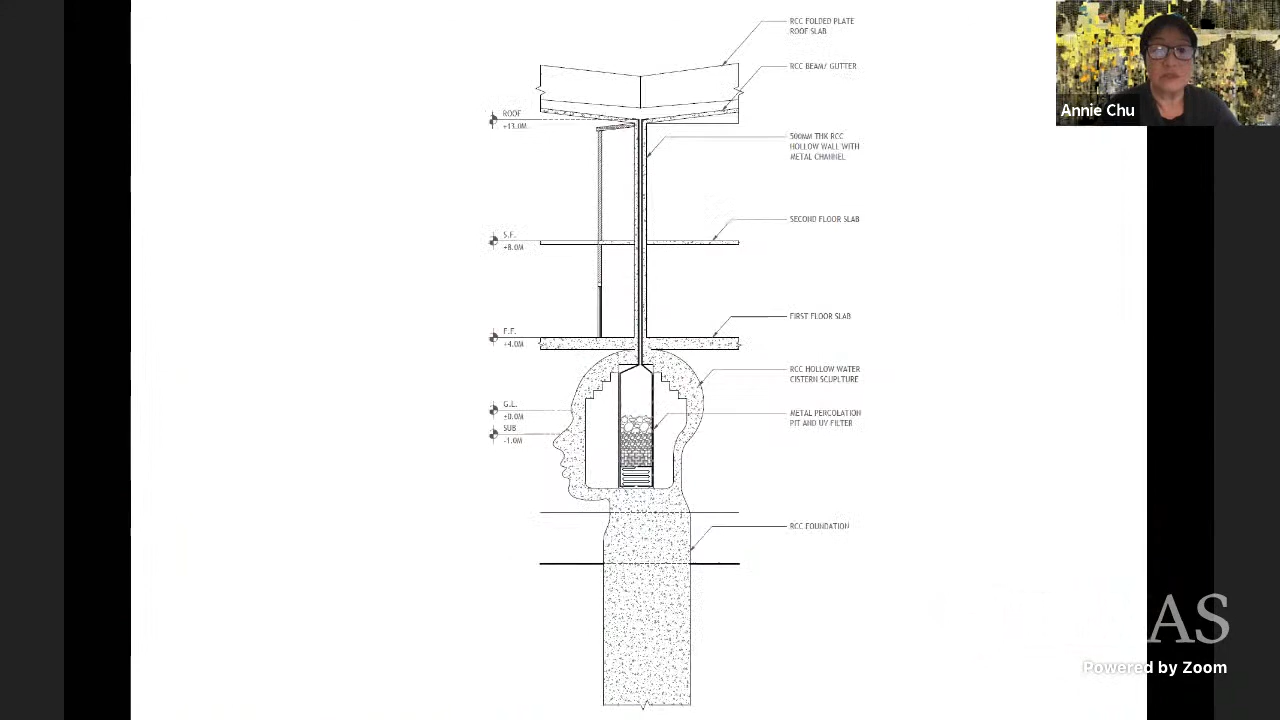 RCC FOLDED PLATE
ROOF SLAB
RCC BEAM/ GUTTER
ROOF
+13.0M
500MM THK RCC
HOLLOW WALL WITH
METAL CHANNEL
SECOND FLOOR SLAB
S.F.
+8.0M
FIRST FLOOR SLAB
F.F.
+4.0M
RCC HOLLOW WATER
CISTERN SCUPLTURE
G.L.
±0.0M
METAL PERCOLATION
PIT AND UV FILTER
SUB
-1.0M
RCC FOUNDATION
Annie Chu
AS
Powered by Zoom